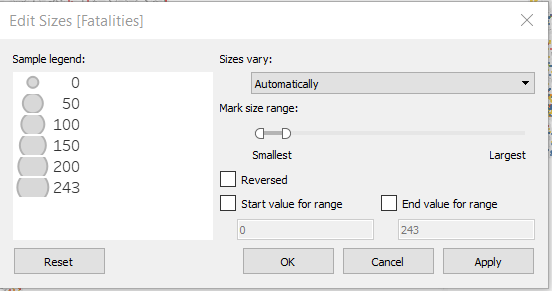 Edit Sizes [Fatalities]
Sample legend:
0
50
100
150
200
243
Sizes vary:
Automatically
Mark size range:
Smallest Largest
Reversed
Start value for range End value for range
0 243
Reset OK Cancel Apply